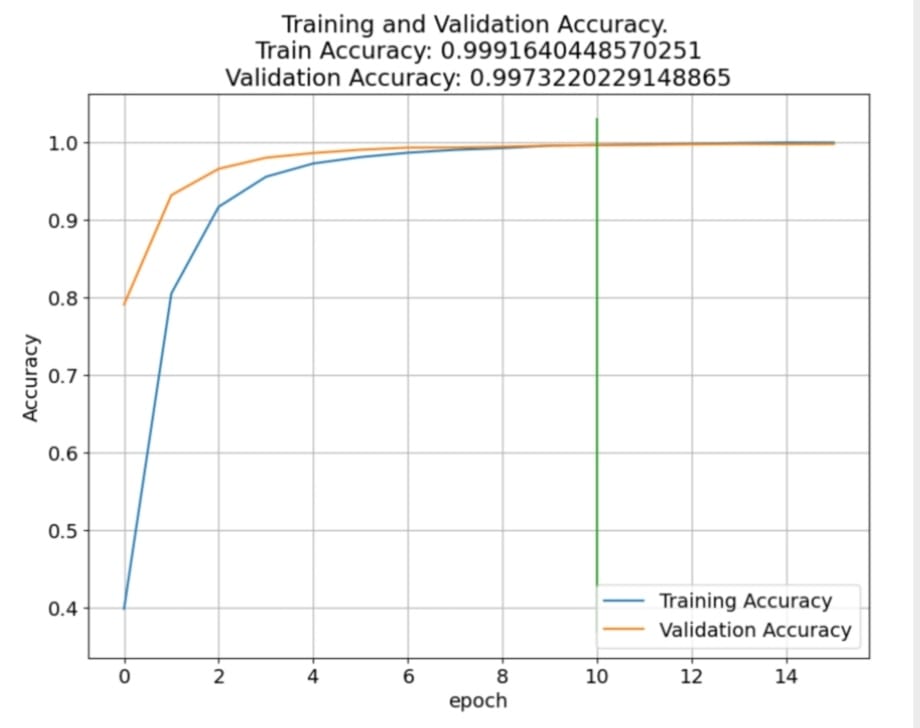 Training and Validation Accuracy.
Train Accuracy: 0.9991640448570251
Validation Accuracy: 0.9973220229148865
1.0
0.9
0.8
0.7
0.6
0.5
0.4
Accuracy
Training Accuracy
Validation Accuracy
0 2 4 6 8 10 12 14
epoch